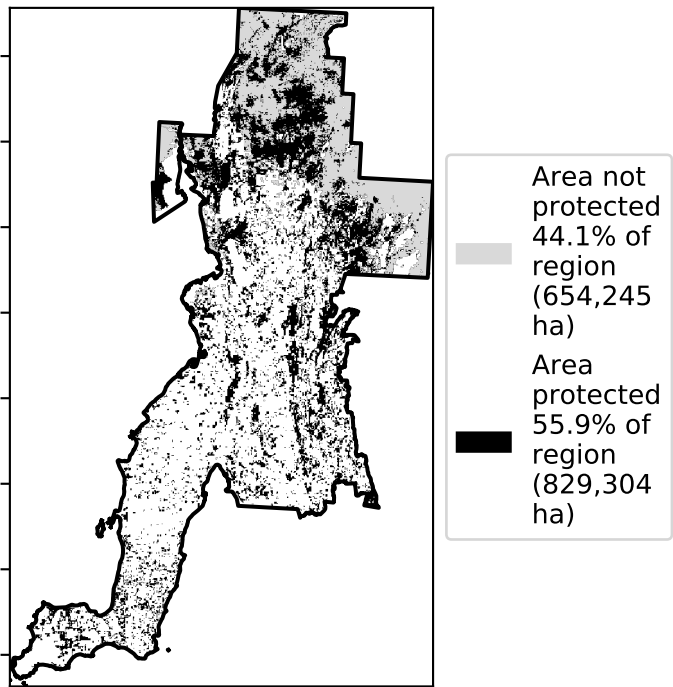 Area not
protected
44.1% of
region
(654,245
ha)
Area
protected
55.9% of
region
(829,304
ha)